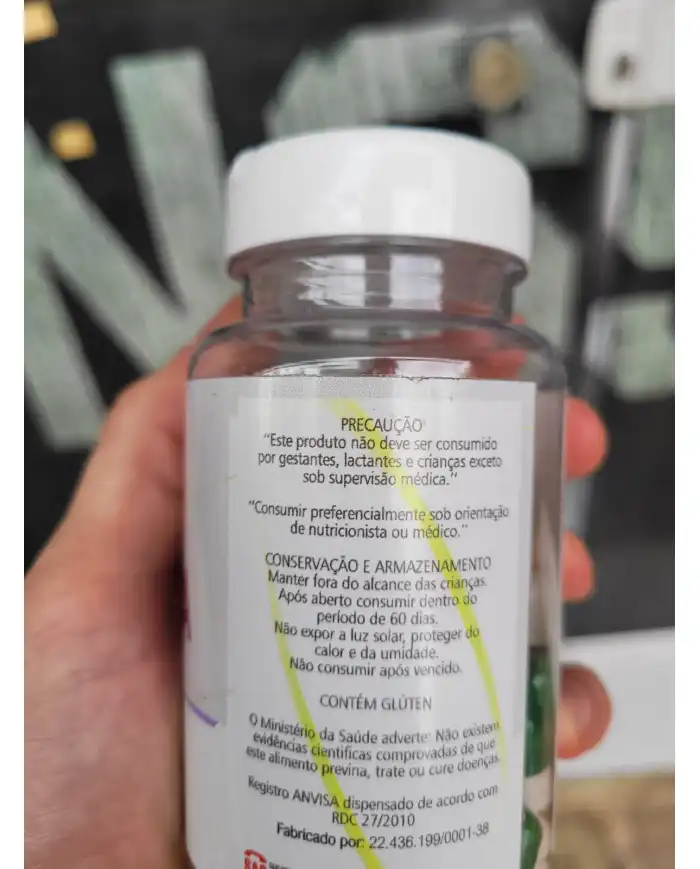 PRECAUÇÃO
"Este produto não deve ser consumido
por gestantes, lactantes e crianças exceto
sob supervisão médica."
"Consumir preferencialmente sob orientação
de nutricionista ou médico."
CONSERVAÇÃO E ARMAZENAMENTO
Manter fora do alcance das crianças.
Após aberto consumir dentro do
período de 60 dias.
Não expor a luz solar, proteger do
calor e da umidade.
Não consumir após vencido.
CONTÉM GLÚTEN
O Ministério da Saúde adverte: Não existem
evidências científicas comprovadas de que
este alimento previna, trate ou cure doenças.
Registro ANVISA dispensado de acordo com
RDC 27/2010
Fabricado por: 22.436.199/0001-38